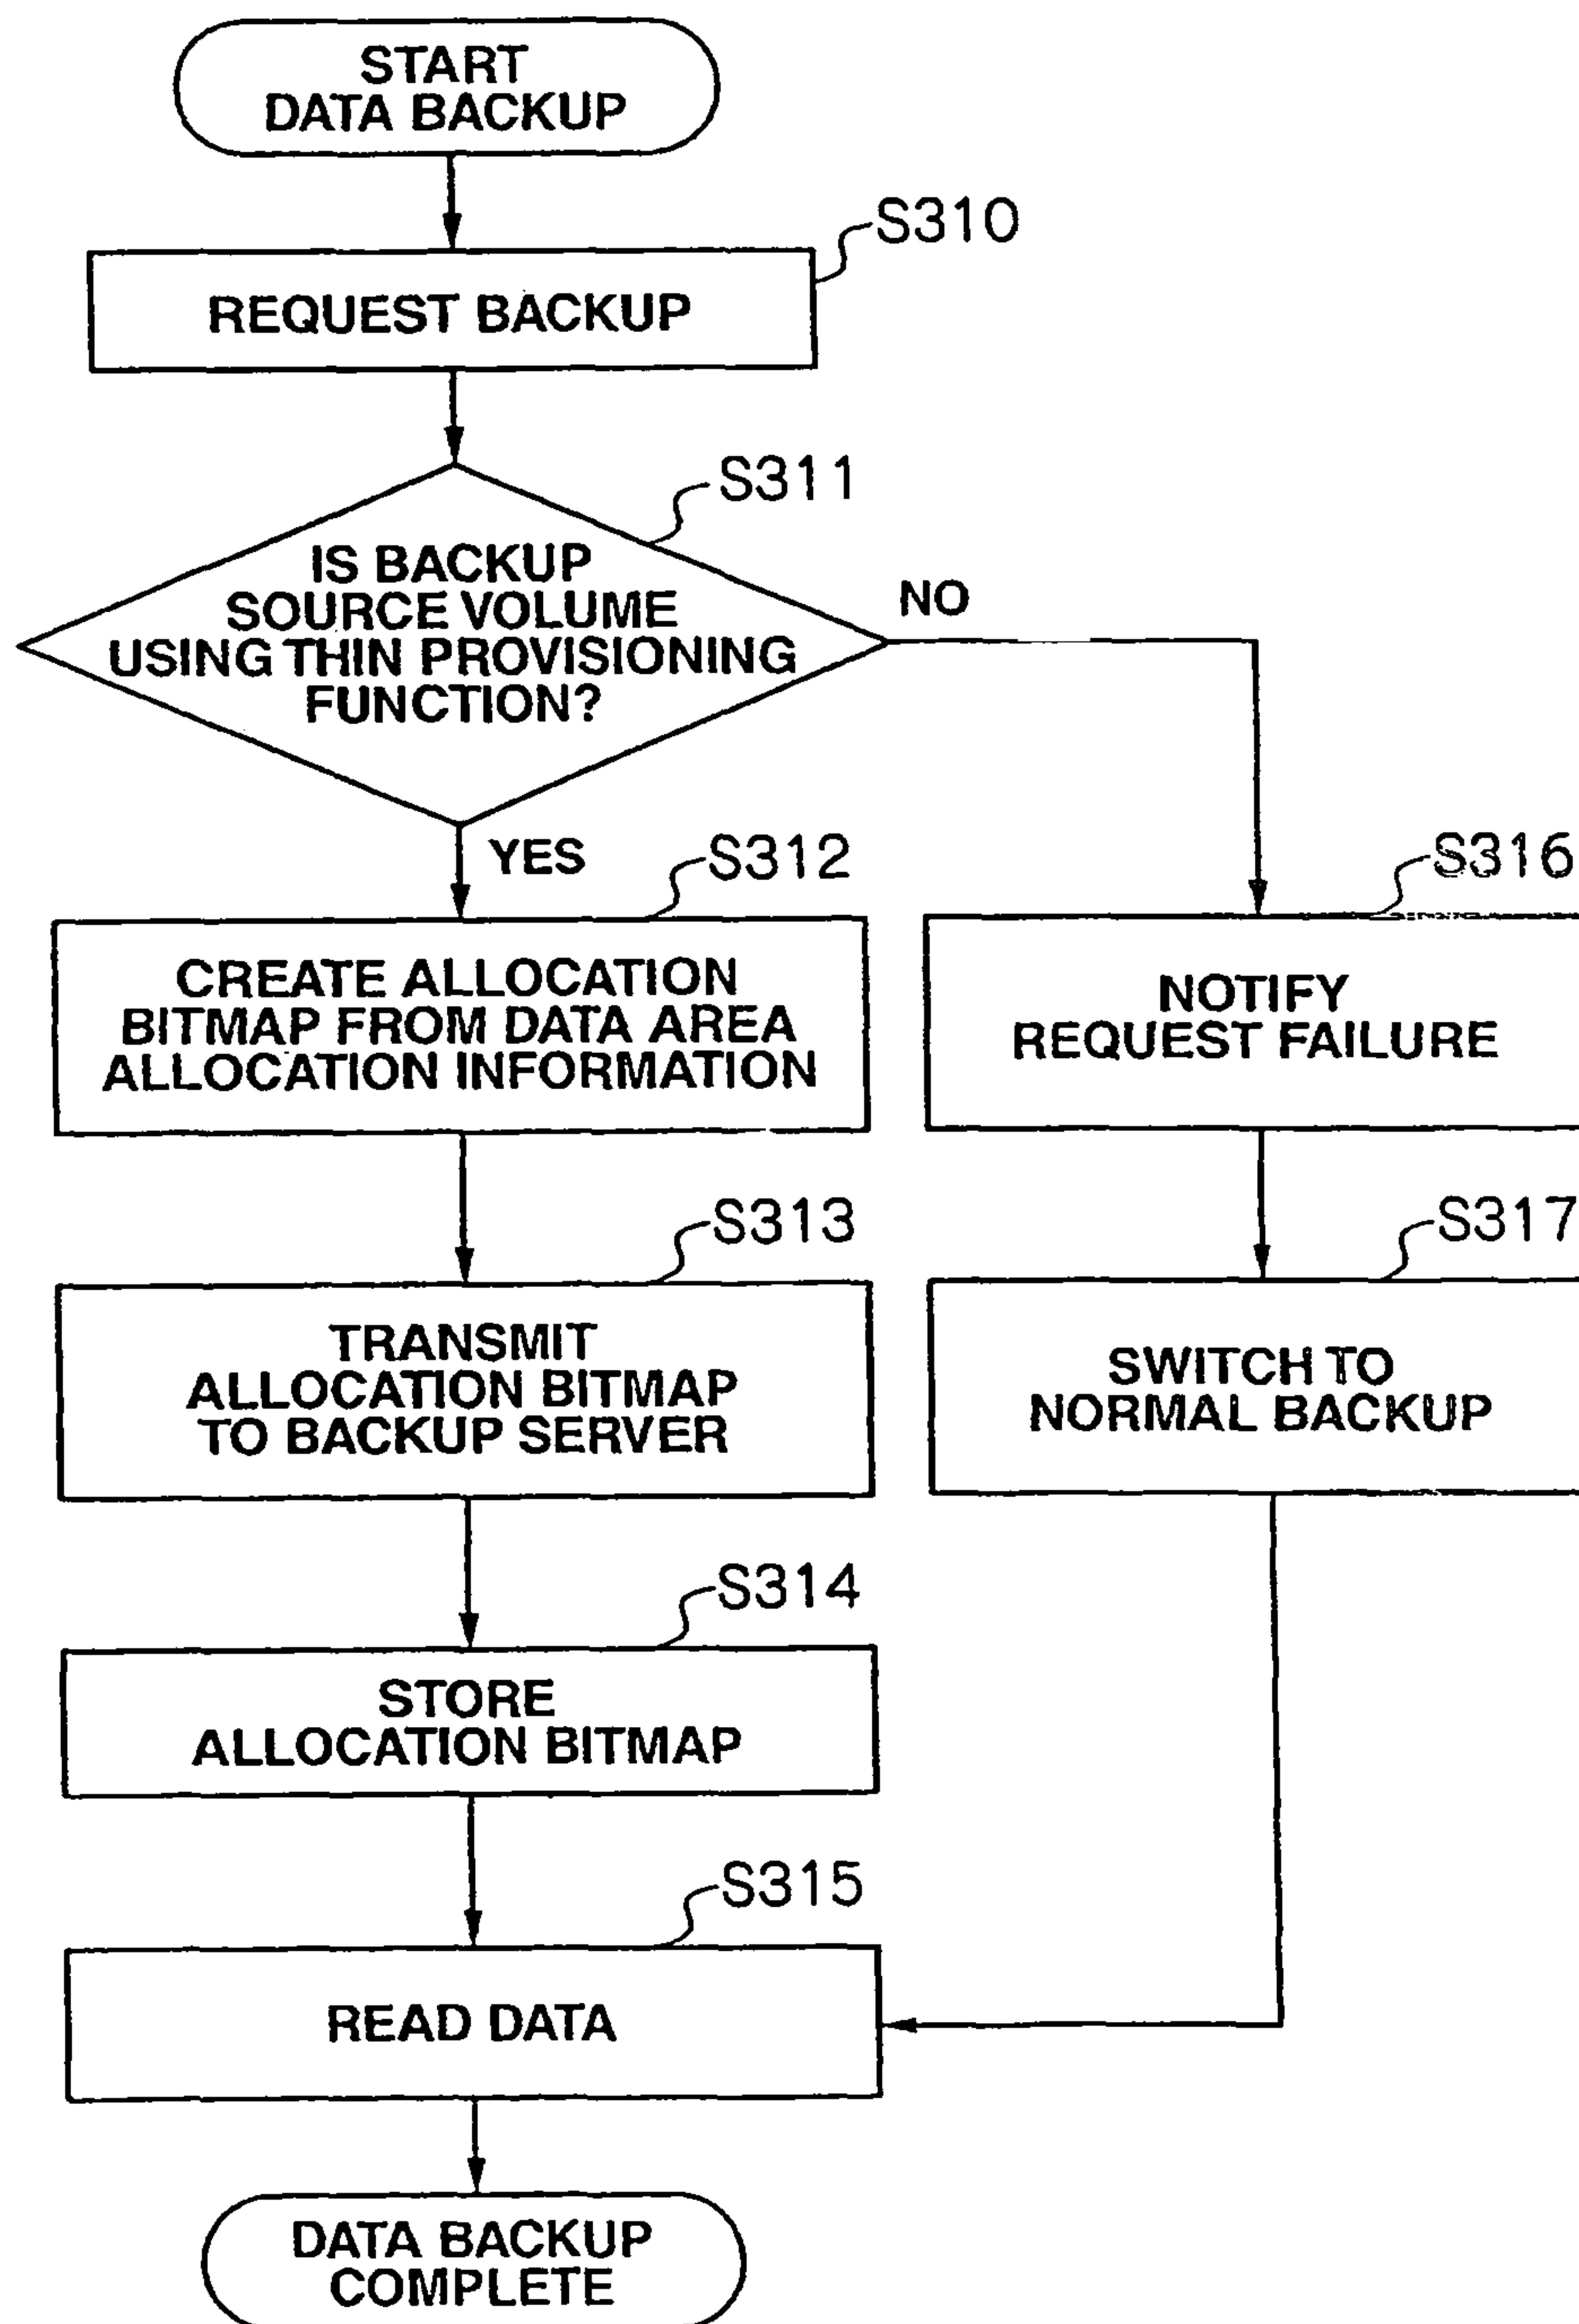 START
DATA BACKUP
S310
REQUEST BACKUP
S311
IS BACKUP
SOURCE VOLUME
USING THIN PROVISIONING
FUNCTION?
NO
YES
S312
CREATE ALLOCATION
BITMAP FROM DATA AREA
ALLOCATION INFORMATION
S316
NOTIFY
REQUEST FAILURE
S313
TRANSMIT
ALLOCATION BITMAP
TO BACKUP SERVER
S317
SWITCH TO
NORMAL BACKUP
S314
STORE
ALLOCATION BITMAP
S315
READ DATA
DATA BACKUP
COMPLETE